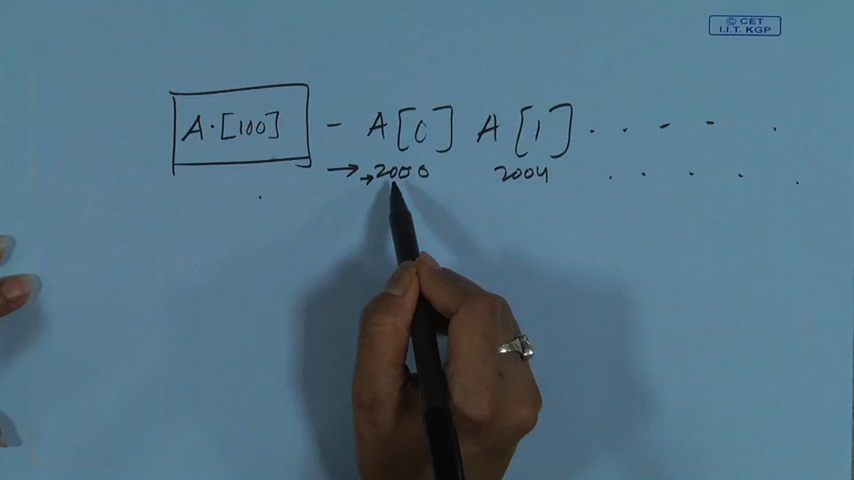 © CET
I.I.T. KGP
A.[100] - A[0] A[1] . . - - .
→ →2000 2004 . . . . .